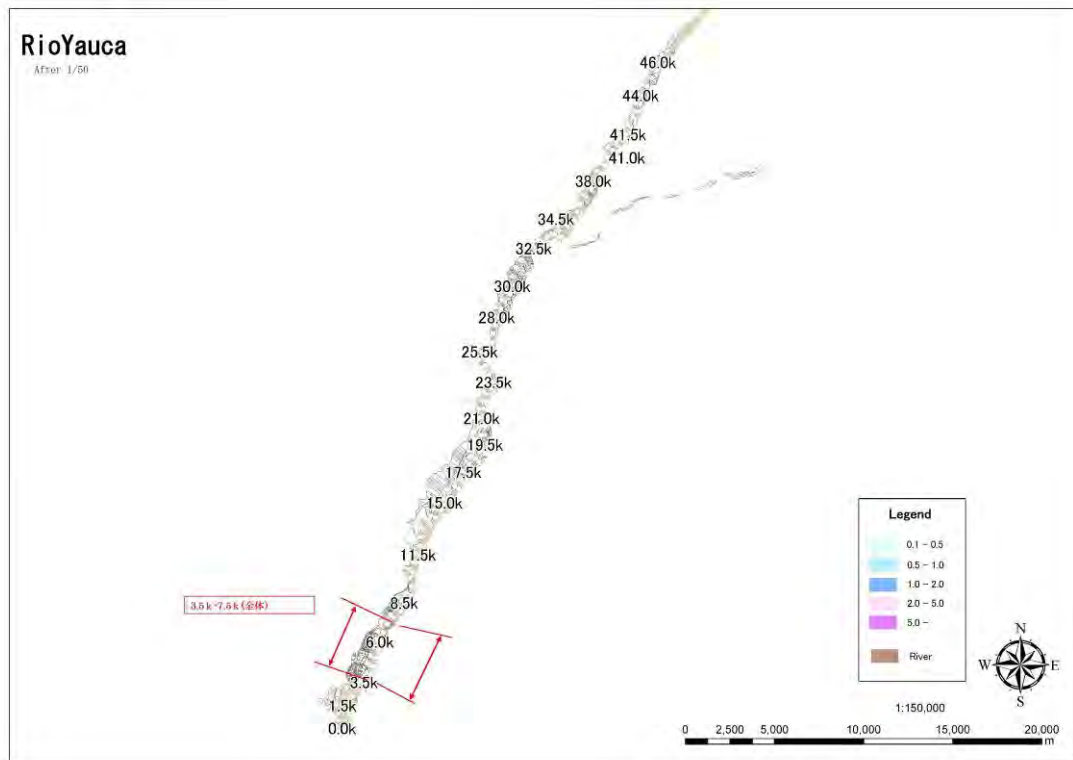 RioYauca
After 1/50
46.0k
44.0k
41.5k
41.0k
38.0k
34.5k
32.5k
30.0k
28.0k
25.5k
23.5k
21.0k
19.5k
17.5k
15.0k
11.5k
3.5k-7.5k(全体)
8.5k
6.0k
3.5k
1.5k
0.0k
Legend
0.1 - 0.5
0.5 - 1.0
1.0 - 2.0
2.0 - 5.0
5.0 -
River
N
W E
S
1:150,000
0 2,500 5,000 10,000 15,000 20,000
m